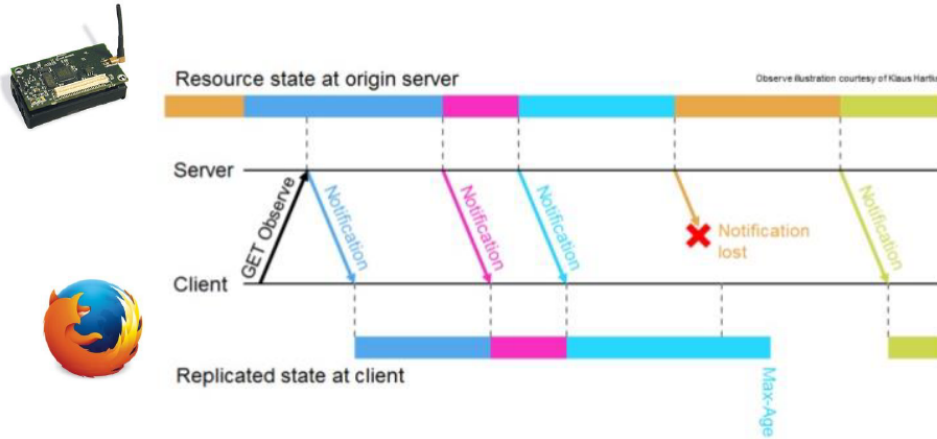 Resource state at origin server
Observe illustration courtesy of Klaus
Server
GET Observe
Notification
Notification
Notification
Notification
lost
Notification
Client
Replicated state at client
Max-Age